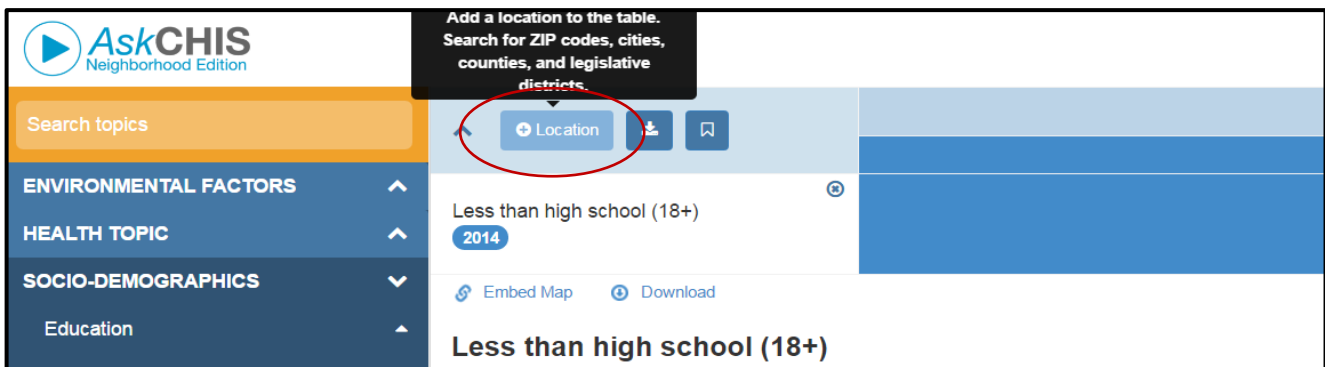 AskCHIS
Neighborhood Edition
Add a location to the table.
Search for ZIP codes, cities,
counties, and legislative
districts.
Search topics
Location
ENVIRONMENTAL FACTORS
HEALTH TOPIC
SOCIO-DEMOGRAPHICS
Education
Less than high school (18+)
2014
Embed Map
Download
Less than high school (18+)